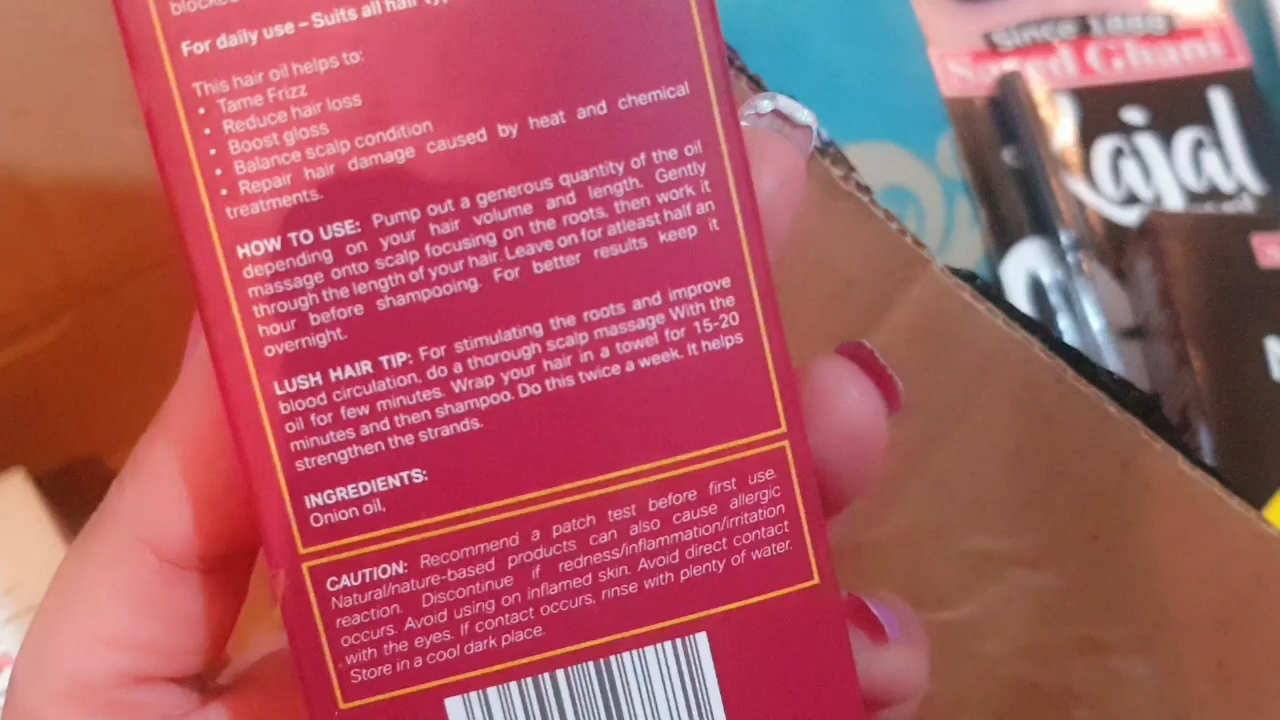 blocked
For daily use – Suits all hair
This hair oil helps to:
• Tame Frizz
• Reduce hair loss
• Boost gloss
• Balance scalp condition
• Repair hair damage caused by heat and chemical
treatments.
HOW TO USE: Pump out a generous quantity of the oil
depending on your hair volume and length. Gently
massage onto scalp focusing on the roots, then work it
through the length of your hair. Leave on for atleast half an
hour before shampooing. For better results keep it
overnight.
LUSH HAIR TIP: For stimulating the roots and improve
blood circulation, do a thorough scalp massage With the
oil for few minutes. Wrap your hair in a towel for 15-20
minutes and then shampoo. Do this twice a week. It helps
strengthen the strands.
INGREDIENTS:
Onion oil,
CAUTION: Recommend a patch test before first use.
Natural/nature-based products can also cause allergic
reaction. Discontinue if redness/inflammation/irritation
occurs. Avoid using on inflamed skin. Avoid direct contact
with the eyes. If contact occurs, rinse with plenty of water.
Store in a cool dark place.
Since 1888
Saeed Ghani
Kajal